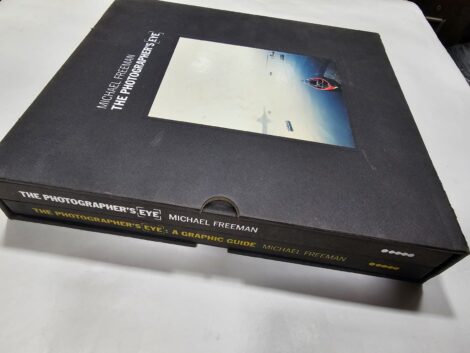 MICHAEL FREEMAN
THE PHOTOGRAPHER'S [EYE]
THE PHOTOGRAPHER'S [EYE] MICHAEL FREEMAN
THE PHOTOGRAPHER'S [EYE]: A GRAPHIC GUIDE MICHAEL FREEMAN